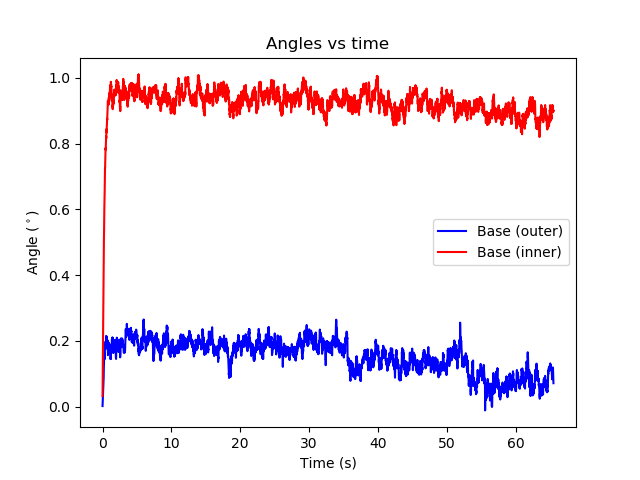 Angles vs time
1.0
0.8
0.6
0.4
0.2
0.0
Angle (°)
Base (outer)
Base (inner)
0 10 20 30 40 50 60
Time (s)